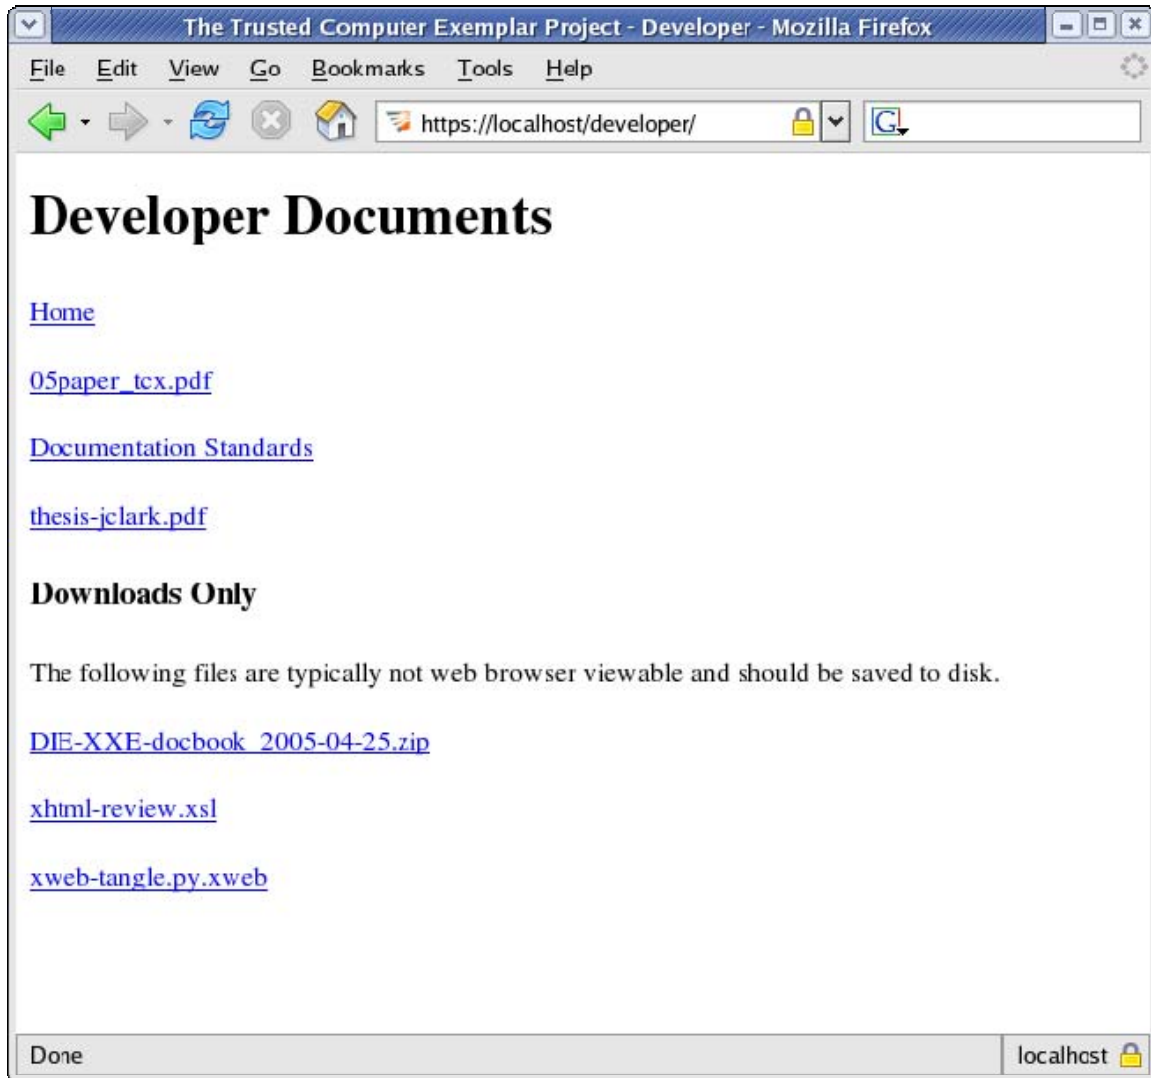 The Trusted Computer Exemplar Project - Developer - Mozilla Firefox
File Edit View Go Bookmarks Tools Help
https://localhost/developer/
G
Developer Documents
Home
05paper_tcx.pdf
Documentation Standards
thesis-jclark.pdf
Downloads Only
The following files are typically not web browser viewable and should be saved to disk.
DIE-XXE-docbook_2005-04-25.zip
xhtml-review.xsl
xweb-tangle.py.xweb
Done
localhost